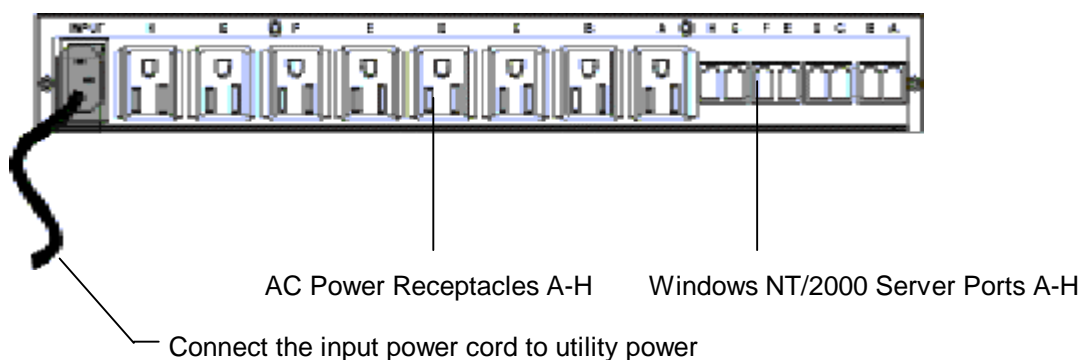 INPUT H G F E D C B A H G F E D C B A
AC Power Receptacles A-H Windows NT/2000 Server Ports A-H
Connect the input power cord to utility power